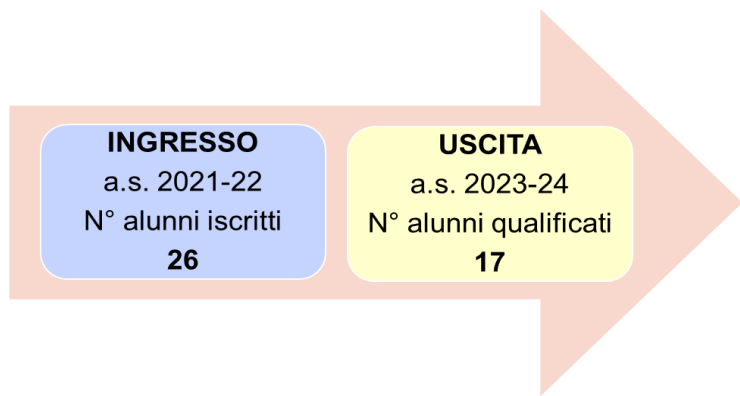 INGRESSO
a.s. 2021-22
N° alunni iscritti
26
USCITA
a.s. 2023-24
N° alunni qualificati
17